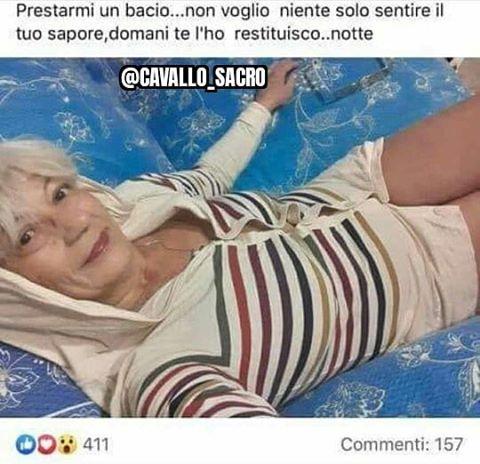 Prestarmi un bacio...non voglio niente solo sentire il
tuo sapore,domani te l'ho restituisco..notte
@CAVALLO_SACRO
411
Commenti: 157